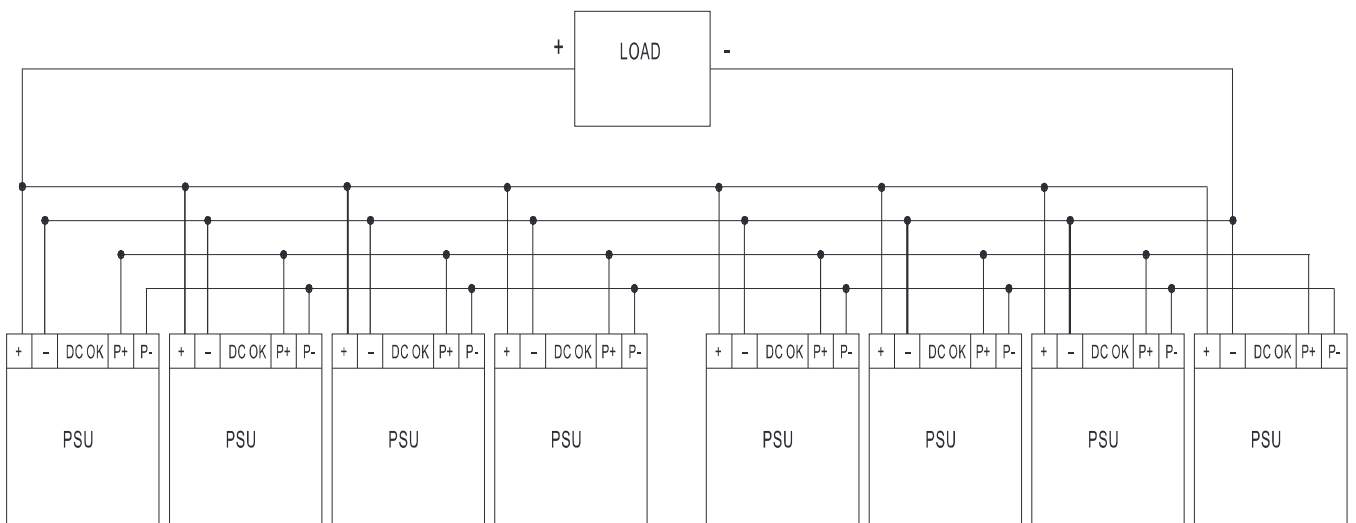 + LOAD -
+ – DC OK P+ P- + – DC OK P+ P- + – DC OK P+ P- + – DC OK P+ P- + – DC OK P+ P- + – DC OK P+ P- + – DC OK P+ P- + – DC OK P+ P-
PSU PSU PSU PSU PSU PSU PSU PSU